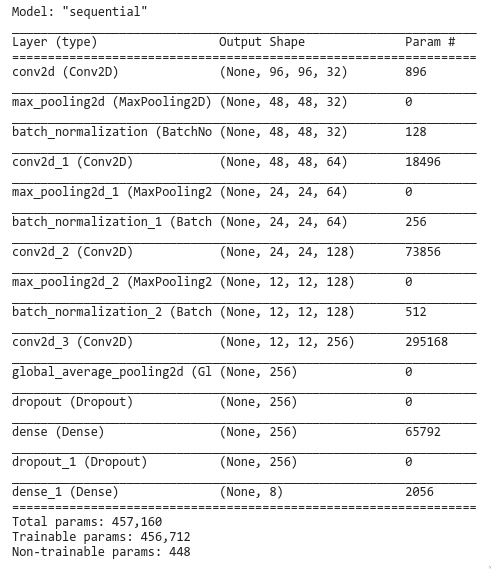 Model: "sequential"
Layer (type) Output Shape Param #
conv2d (Conv2D) (None, 96, 96, 32) 896
max_pooling2d (MaxPooling2D) (None, 48, 48, 32) 0
batch_normalization (BatchNo (None, 48, 48, 32) 128
conv2d_1 (Conv2D) (None, 48, 48, 64) 18496
max_pooling2d_1 (MaxPooling2 (None, 24, 24, 64) 0
batch_normalization_1 (Batch (None, 24, 24, 64) 256
conv2d_2 (Conv2D) (None, 24, 24, 128) 73856
max_pooling2d_2 (MaxPooling2 (None, 12, 12, 128) 0
batch_normalization_2 (Batch (None, 12, 12, 128) 512
conv2d_3 (Conv2D) (None, 12, 12, 256) 295168
global_average_pooling2d (Gl (None, 256) 0
dropout (Dropout) (None, 256) 0
dense (Dense) (None, 256) 65792
dropout_1 (Dropout) (None, 256) 0
dense_1 (Dense) (None, 8) 2056
Total params: 457,160
Trainable params: 456,712
Non-trainable params: 448